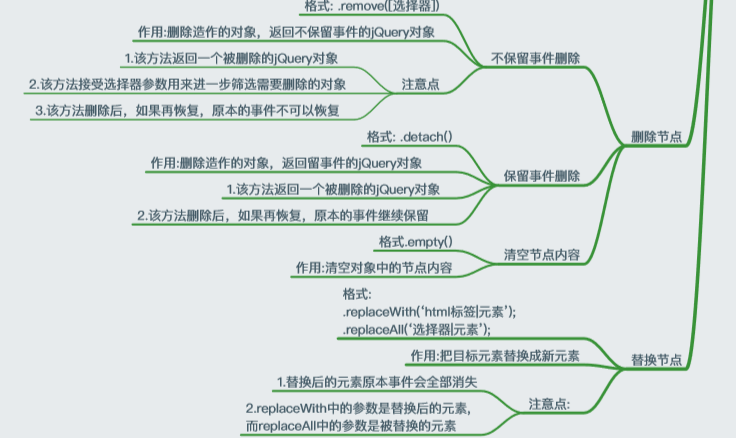 格式: .remove([选择器])
作用:删除造作的对象，返回不保留事件的jQuery对象
1.该方法返回一个被删除的jQuery对象
不保留事件删除
2.该方法接受选择器参数用来进一步筛选需要删除的对象
注意点
3.该方法删除后，如果再恢复，原本的事件不可以恢复
格式: .detach()
删除节点
作用:删除造作的对象，返回留事件的jQuery对象
保留事件删除
1.该方法返回一个被删除的jQuery对象
2.该方法删除后，如果再恢复，原本的事件继续保留
格式.empty()
清空节点内容
作用:清空对象中的节点内容
格式:
.replaceWith(‘html标签|元素’);
.replaceAll(‘选择器|元素’);
作用:把目标元素替换成新元素
替换节点
1.替换后的元素原本事件会全部消失
注意点:
2.replaceWith中的参数是替换后的元素，
而replaceAll中的参数是被替换的元素